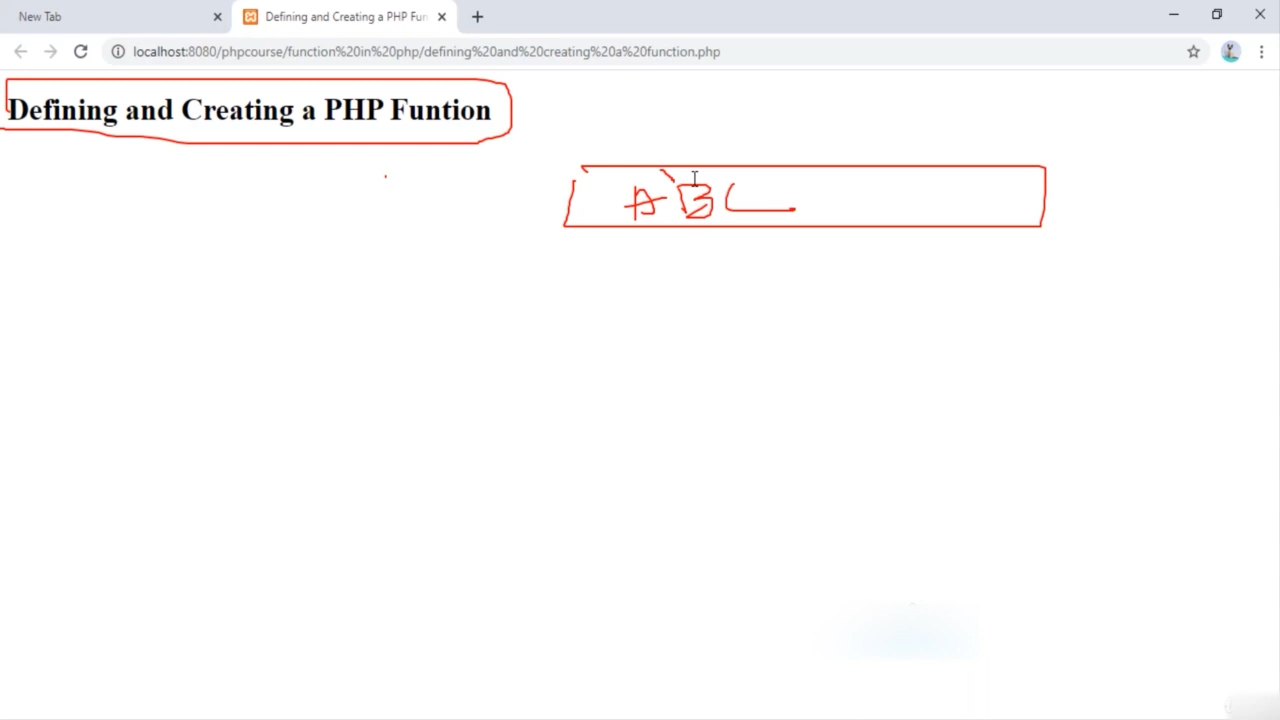 New Tab
Defining and Creating a PHP Fun
localhost:8080/phpcourse/function%20in%20php/defining%20and%20creating%20a%20function.php
Defining and Creating a PHP Funtion
ABC